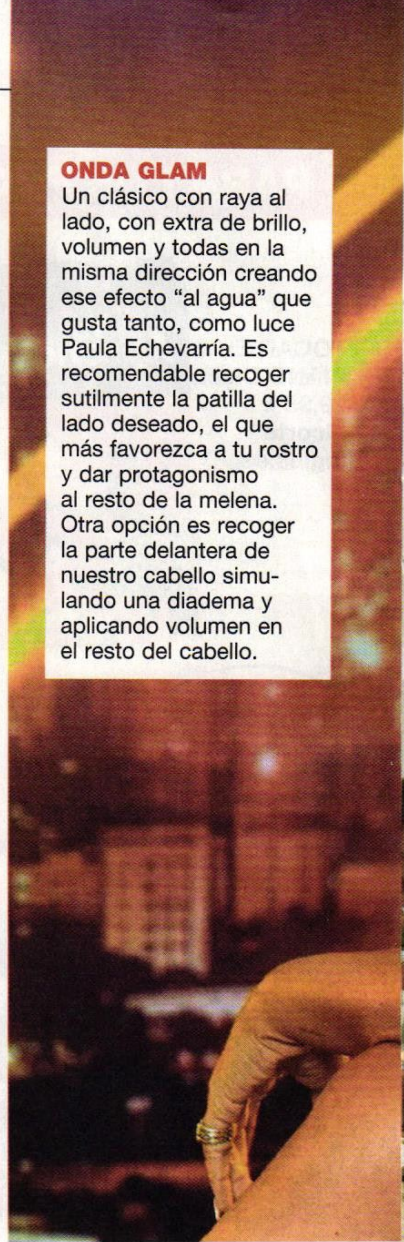 ONDA GLAM
Un clásico con raya al
lado, con extra de brillo,
volumen y todas en la
misma dirección creando
ese efecto “al agua” que
gusta tanto, como luce
Paula Echevarría. Es
recomendable recoger
sutilmente la patilla del
lado deseado, el que
más favorezca a tu rostro
y dar protagonismo
al resto de la melena.
Otra opción es recoger
la parte delantera de
nuestro cabello simu-
lando una diadema y
aplicando volumen en
el resto del cabello.